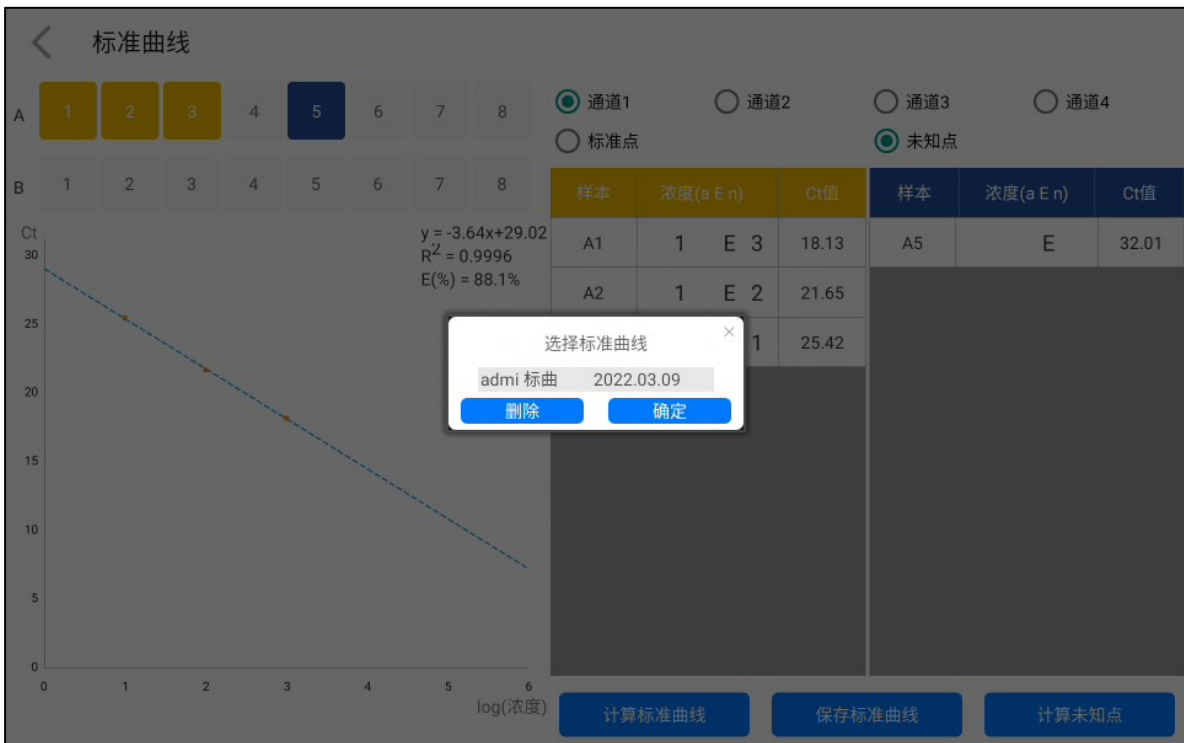 标准曲线
A 1 2 3 4 5 6 7 8
B 1 2 3 4 5 6 7 8
通道1 通道2 通道3 通道4
标准点 未知点
样本 浓度(a E n) Ct值
A1 1 E 3 18.13
A2 1 E 2 21.65
1 25.42
样本 浓度(a E n) Ct值
A5 E 32.01
Ct
y = -3.64x+29.02
R² = 0.9996
E(%) = 88.1%
30
25
20
15
10
5
0
0 1 2 3 4 5 6
log(浓度)
选择标准曲线 ×
admi 标曲 2022.03.09
删除 确定
计算标准曲线 保存标准曲线 计算未知点